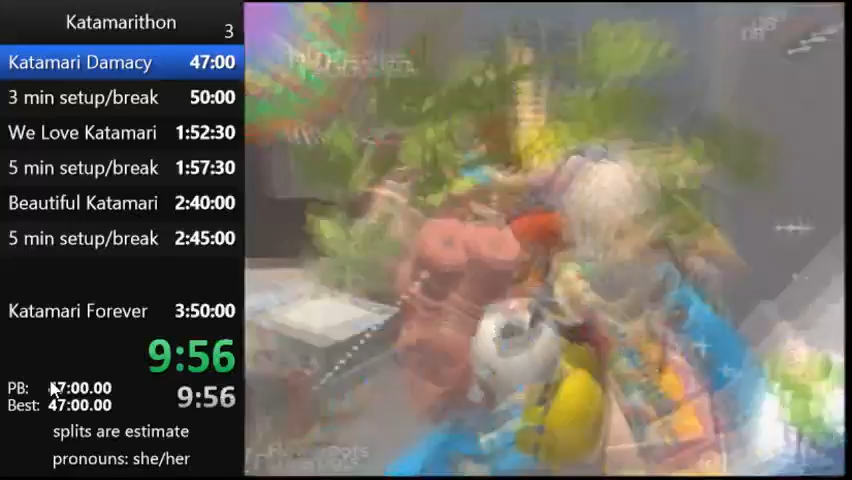 Katamarithon
3
Katamari Damacy 47:00
3 min setup/break 50:00
We Love Katamari 1:52:30
5 min setup/break 1:57:30
Beautiful Katamari 2:40:00
5 min setup/break 2:45:00
Katamari Forever 3:50:00
9:56
PB: 47:00.00
Best: 47:00.00
9:56
splits are estimate
pronouns: she/her